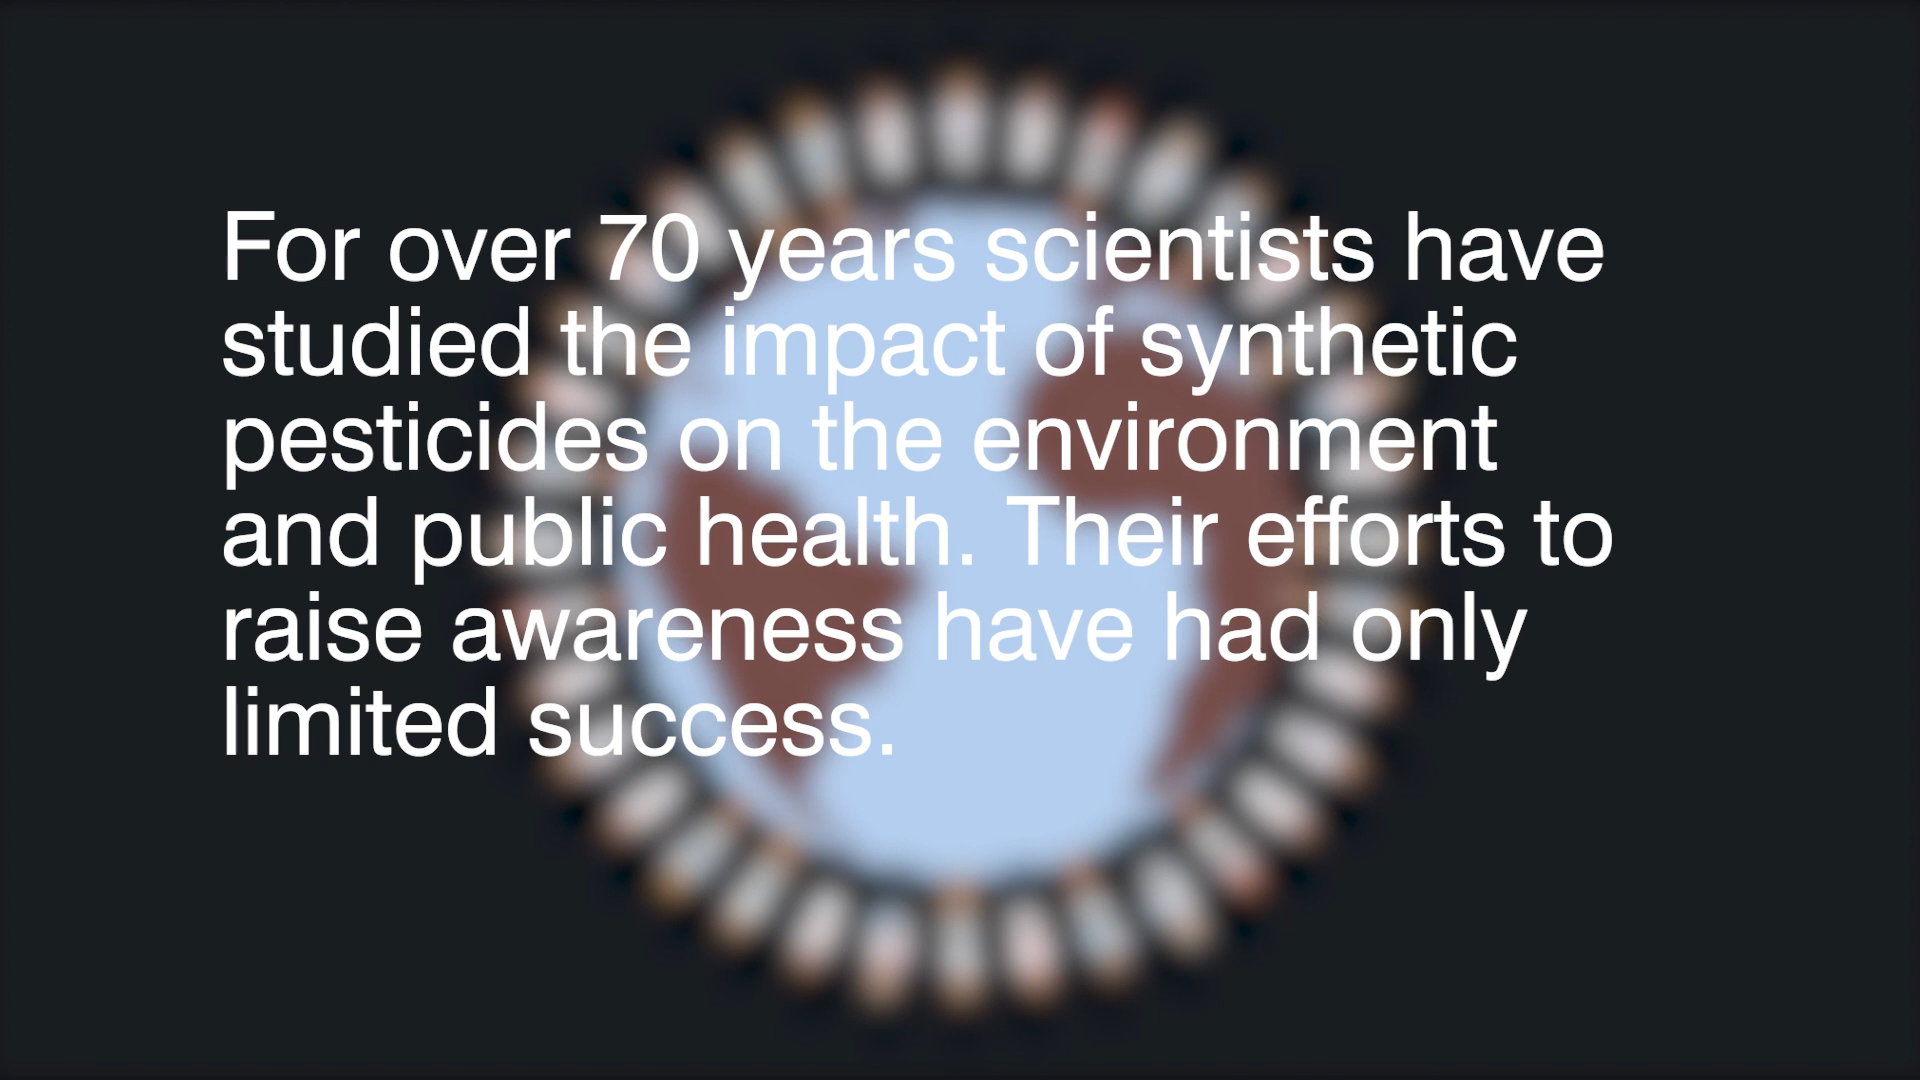 For over 70 years scientists have
studied the impact of synthetic
pesticides on the environment
and public health. Their efforts to
raise awareness have had only
limited success.